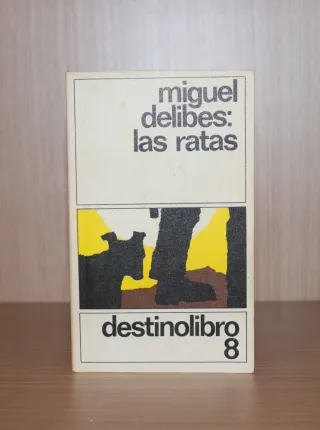 miguel
delibes:
las ratas
destinolibro
8